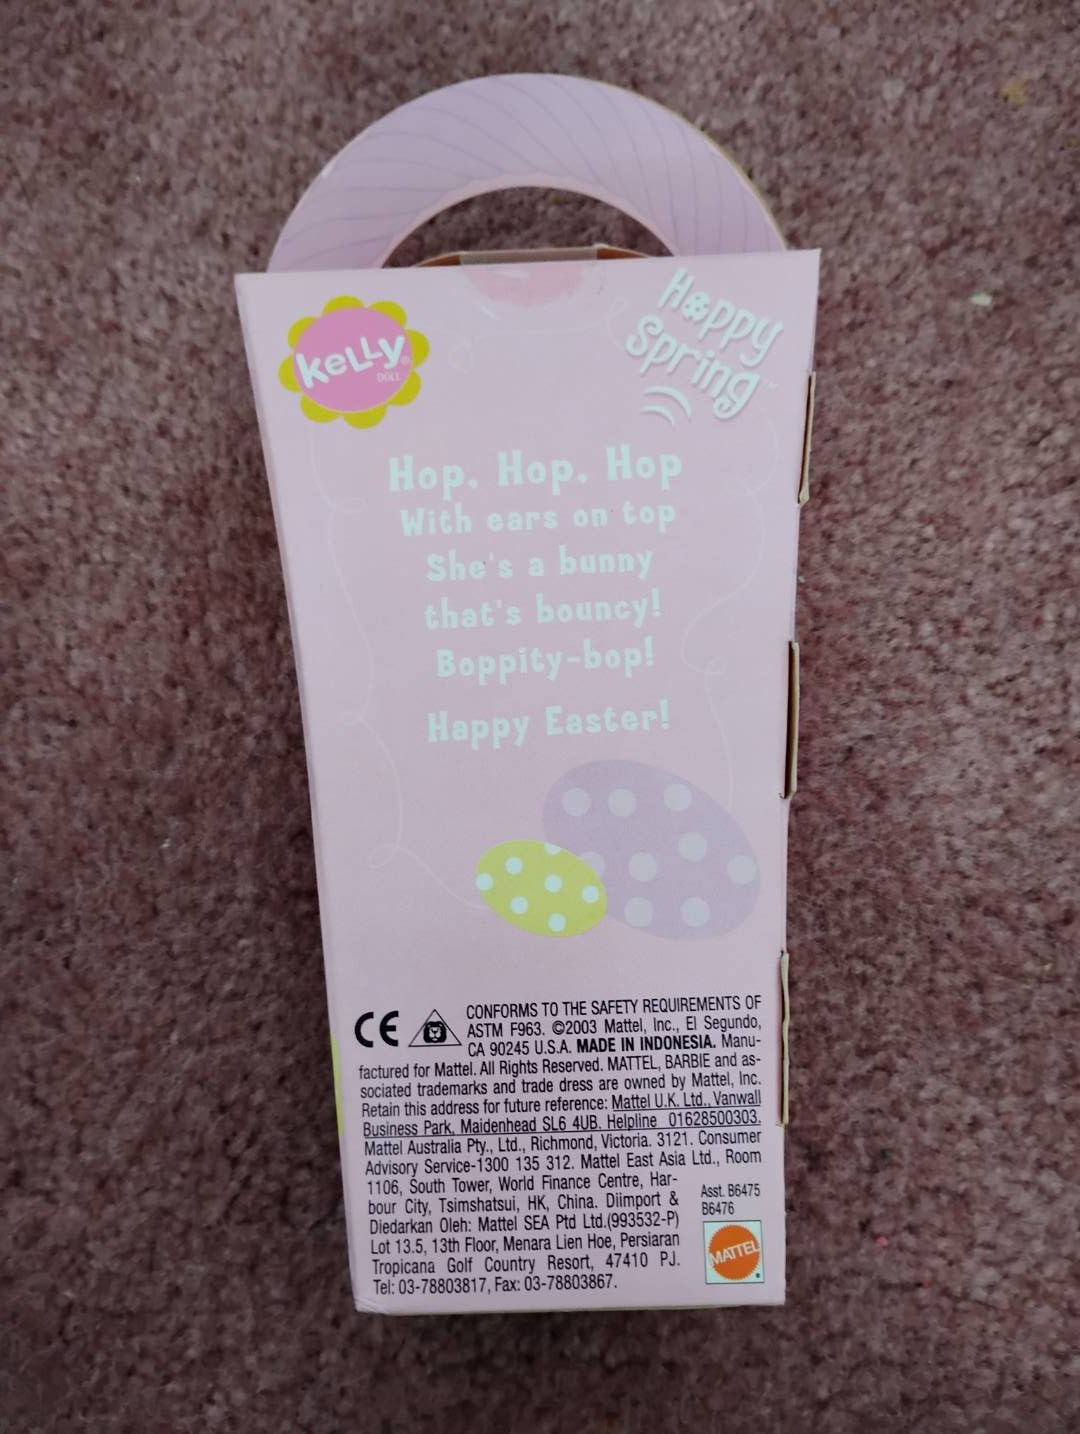 keLLy®
DOLL
Happy
Spring™
Hop, Hop, Hop
With ears on top
She's a bunny
that's bouncy!
Boppity-bop!
Happy Easter!
CE
CONFORMS TO THE SAFETY REQUIREMENTS OF
ASTM F963. ©2003 Mattel, Inc., El Segundo,
CA 90245 U.S.A. MADE IN INDONESIA. Manu-
factured for Mattel. All Rights Reserved. MATTEL, BARBIE and as-
sociated trademarks and trade dress are owned by Mattel, Inc.
Retain this address for future reference: Mattel U.K. Ltd., Vanwall
Business Park, Maidenhead SL6 4UB. Helpline 01628500303.
Mattel Australia Pty., Ltd., Richmond, Victoria. 3121. Consumer
Advisory Service-1300 135 312. Mattel East Asia Ltd., Room
1106, South Tower, World Finance Centre, Har-
bour City, Tsimshatsui, HK, China. Diimport &
Diedarkan Oleh: Mattel SEA Ptd Ltd.(993532-P)
Lot 13.5, 13th Floor, Menara Lien Hoe, Persiaran
Tropicana Golf Country Resort, 47410 PJ.
Tel: 03-78803817, Fax: 03-78803867.
Asst. B6475
B6476
MATTEL